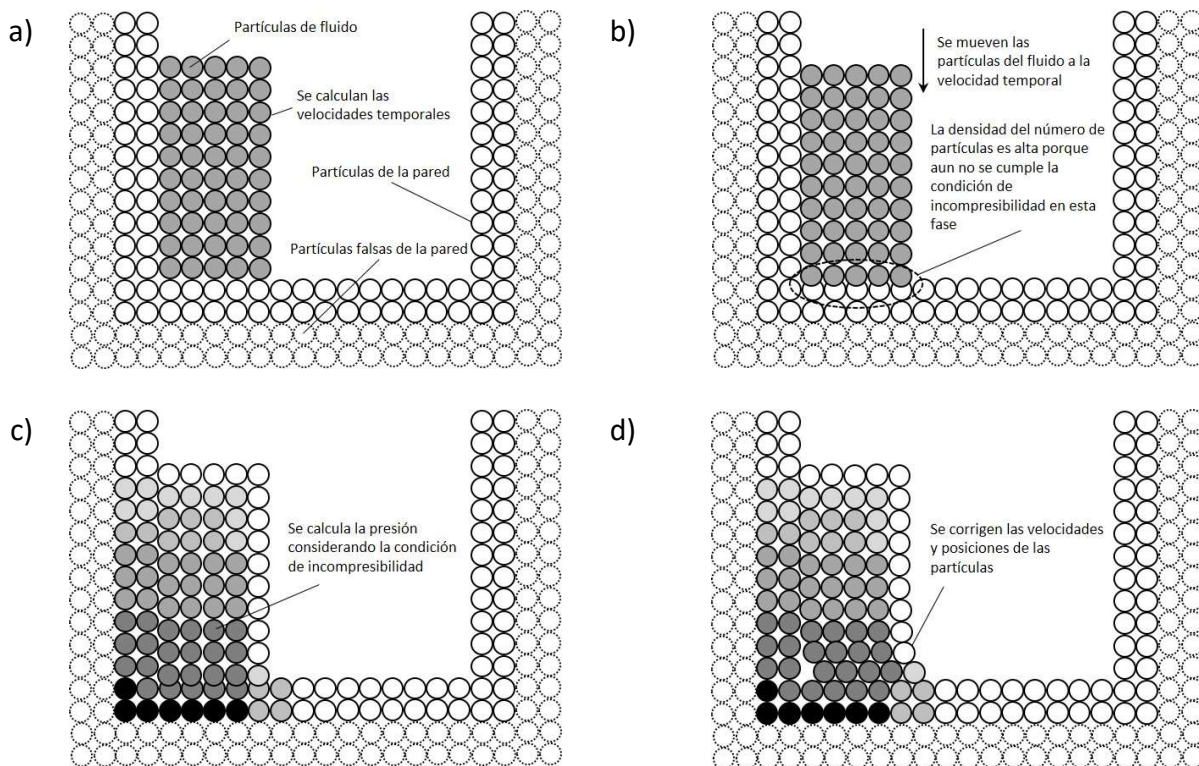 a)
Partículas de fluido
Se calculan las
velocidades temporales
Partículas de la pared
Partículas falsas de la pared
b)
Se mueven las
partículas del fluido a la
velocidad temporal
La densidad del número de
partículas es alta porque
aun no se cumple la
condición de
incompresibilidad en esta
fase
c)
Se calcula la presión
considerando la condición
de incompresibilidad
d)
Se corrigen las velocidades
y posiciones de las
partículas